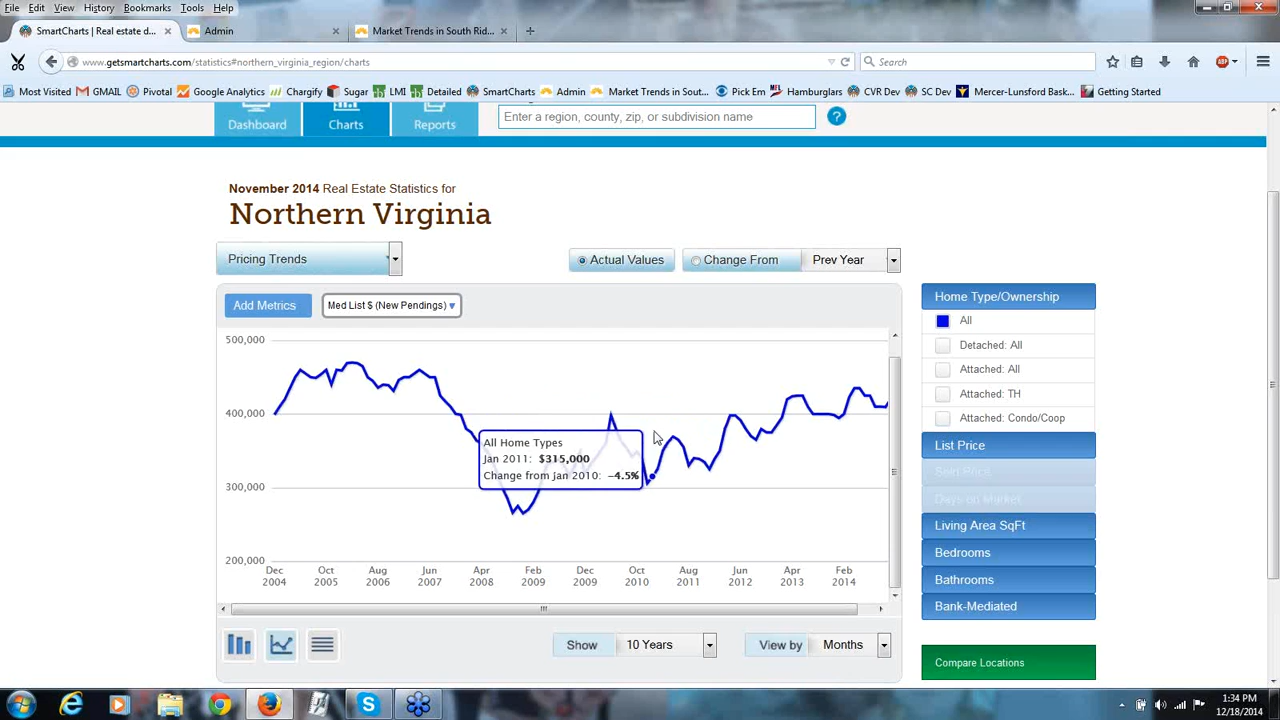 File Edit View History Bookmarks Tools Help
SmartCharts | Real estate d... × Admin × Market Trends in South Rid... × +
www.getsmartcharts.com/statistics#northern_virginia_region/charts Search
Most Visited GMAIL Pivotal Google Analytics Chargify Sugar LMI Detailed SmartCharts Admin Market Trends in Sout... Pick Em Hamburglars CVR Dev SC Dev Mercer-Lunsford Bask... Getting Started
Dashboard Charts Reports Enter a region, county, zip, or subdivision name ?
November 2014 Real Estate Statistics for
Northern Virginia
Pricing Trends Actual Values Change From Prev Year
Add Metrics Med List $ (New Pendings)
500,000
400,000
300,000
200,000
All Home Types
Jan 2011: $315,000
Change from Jan 2010: −4.5%
Dec Oct Aug Jun Apr Feb Dec Oct Aug Jun Apr Feb
2004 2005 2006 2007 2008 2009 2009 2010 2011 2012 2013 2014
Show 10 Years View by Months
Home Type/Ownership
All
Detached: All
Attached: All
Attached: TH
Attached: Condo/Coop
List Price
Sold Price
Days on Market
Living Area SqFt
Bedrooms
Bathrooms
Bank-Mediated
Compare Locations
1:34 PM
12/18/2014